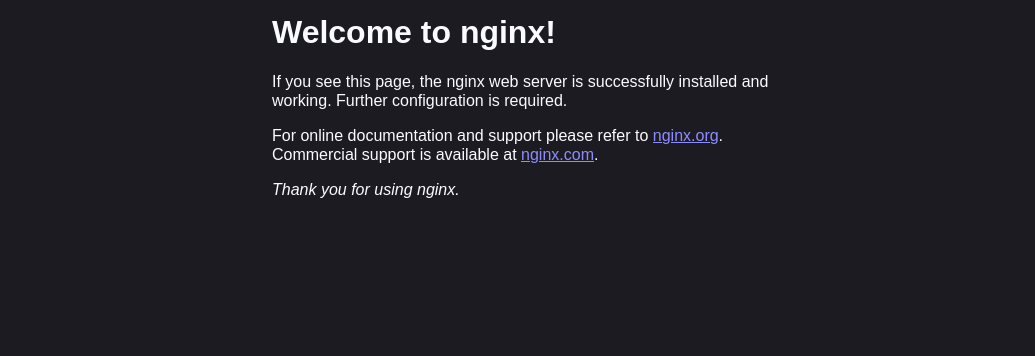 Welcome to nginx!
If you see this page, the nginx web server is successfully installed and
working. Further configuration is required.
For online documentation and support please refer to nginx.org.
Commercial support is available at nginx.com.
Thank you for using nginx.